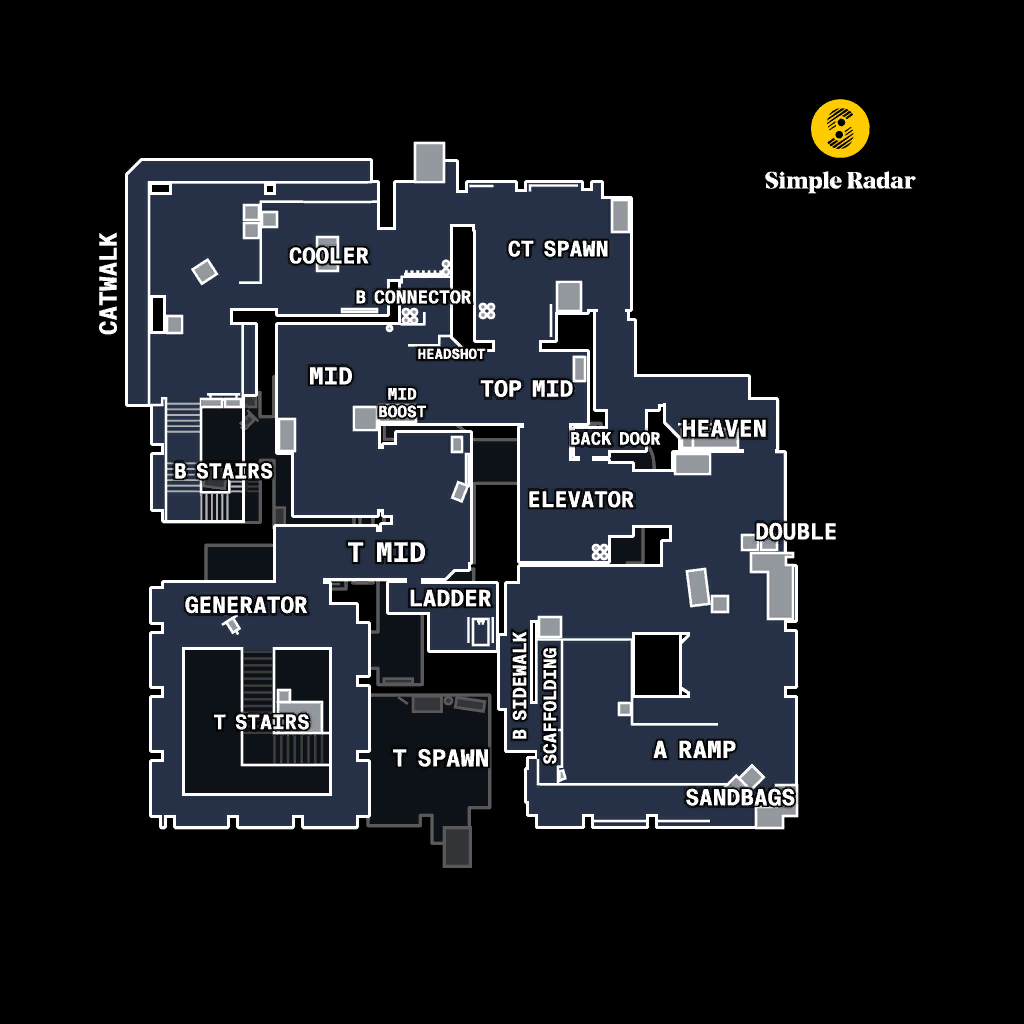 Simple Radar
CATWALK
COOLER
CT SPAWN
B CONNECTOR
HEADSHOT
MID
TOP MID
MID
BOOST
BACK DOOR
HEAVEN
B STAIRS
ELEVATOR
DOUBLE
T MID
GENERATOR
LADDER
B SIDEWALK
SCAFFOLDING
T STAIRS
T SPAWN
A RAMP
SANDBAGS